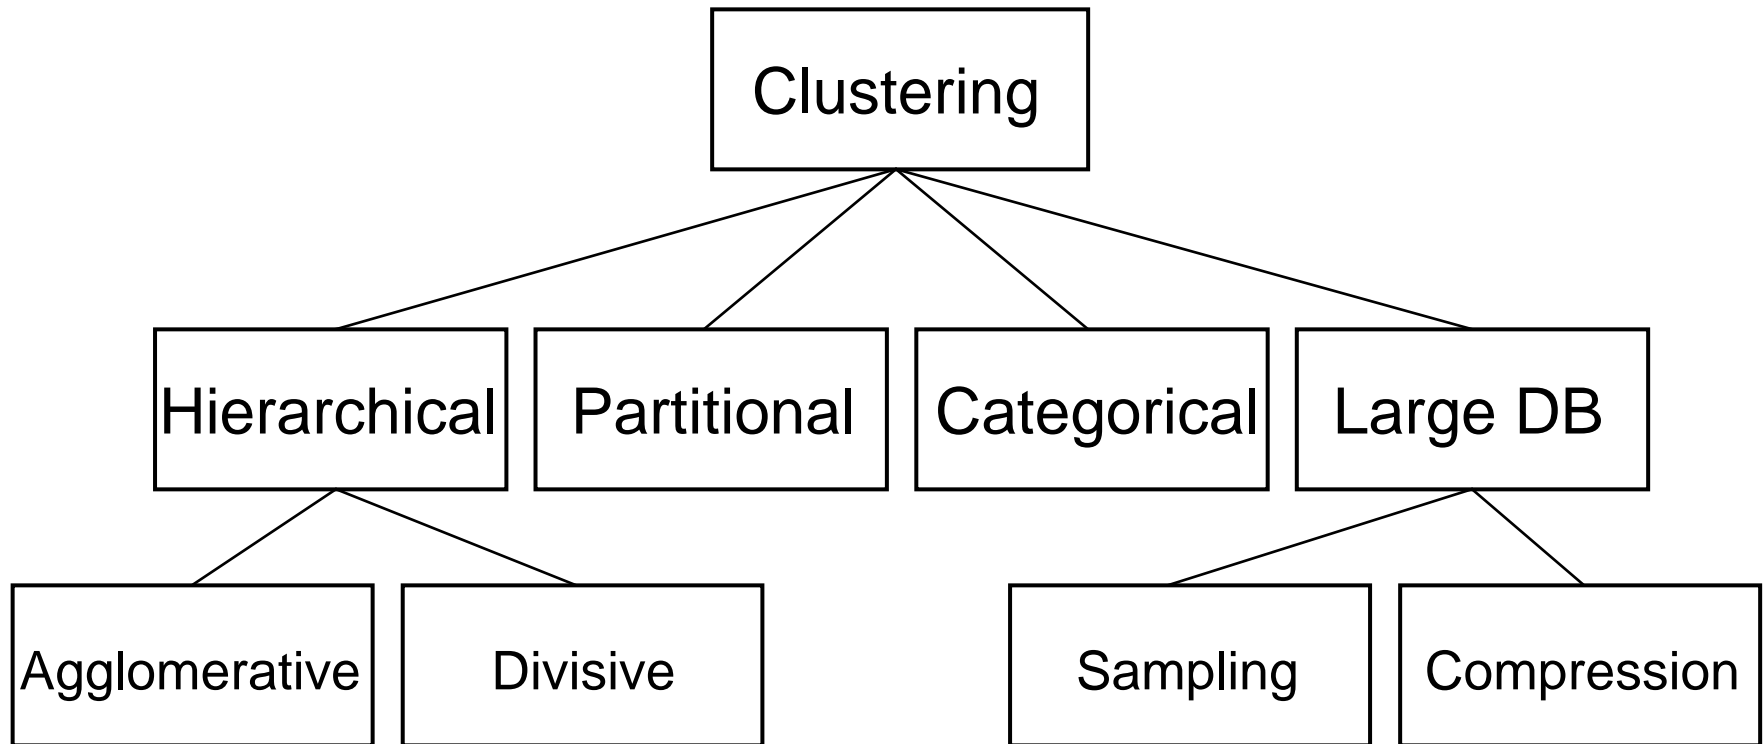 Clustering
Hierarchical
Partitional
Categorical
Large DB
Agglomerative
Divisive
Sampling
Compression